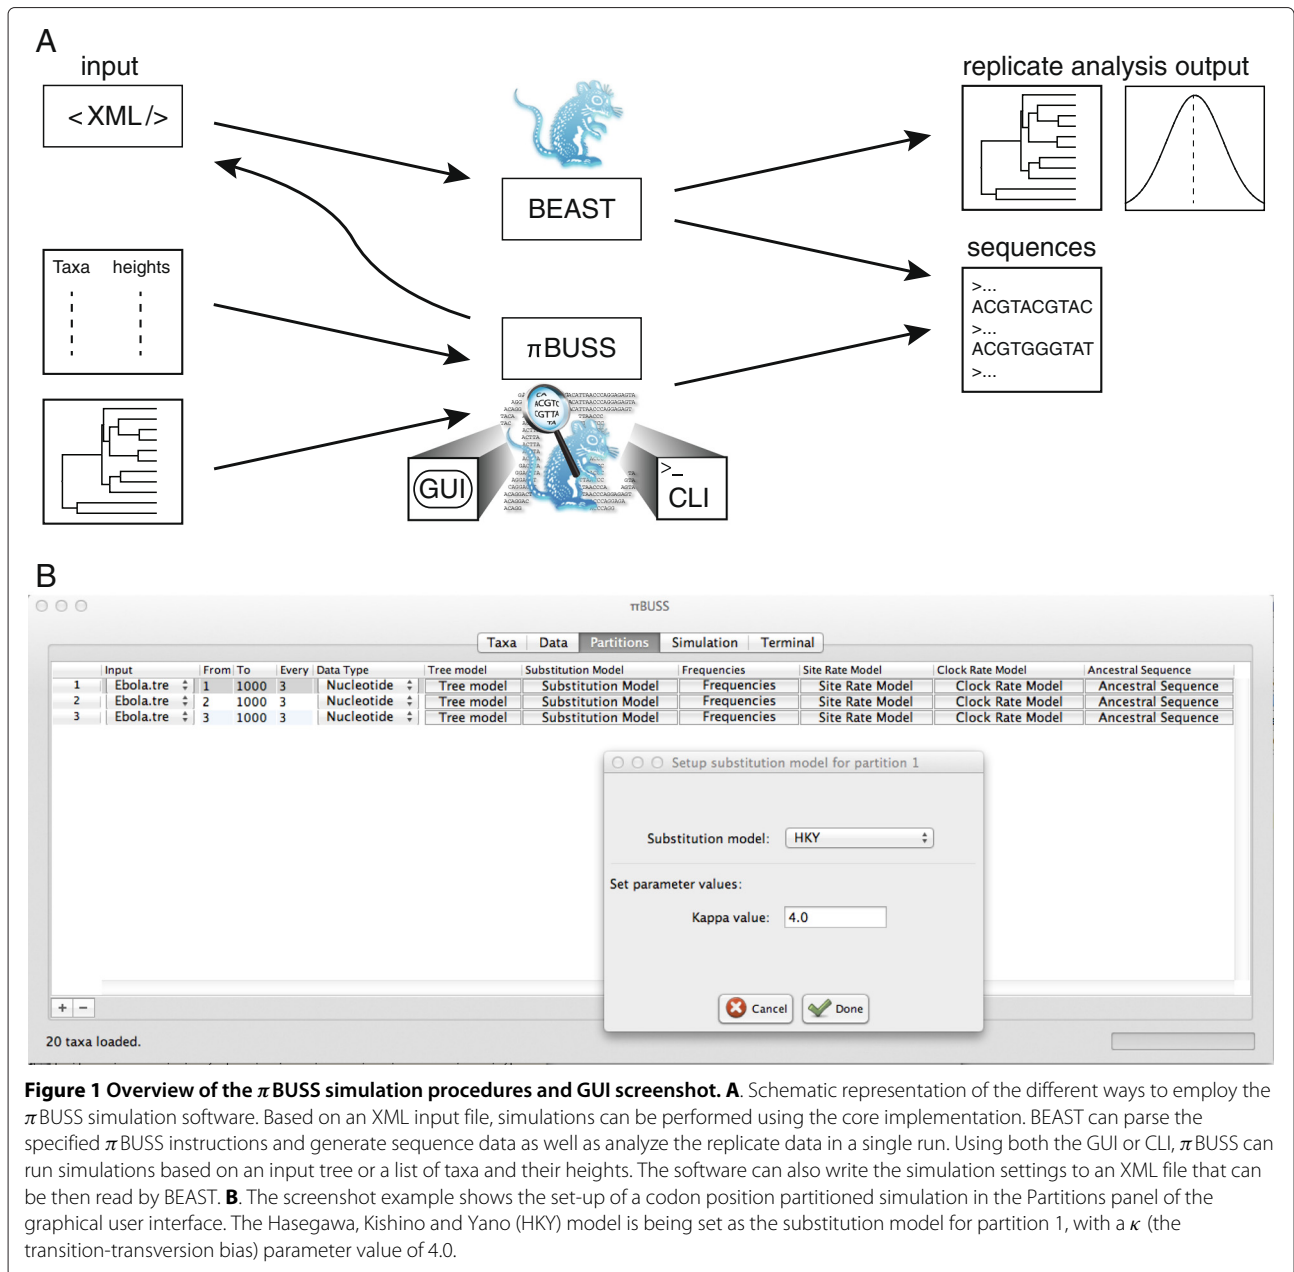 A
input
replicate analysis output
< XML />
BEAST
sequences
Taxa heights
>...
ACGTACGTAC
>...
ACGTGGGTAT
>...
πBUSS
CA
ACGTC
CGTTA
TA
GUI
>_
CLI
B
πBUSS
Taxa Data Partitions Simulation Terminal
Input From To Every Data Type Tree model Substitution Model Frequencies Site Rate Model Clock Rate Model Ancestral Sequence
1 Ebola.tre 1 1000 3 Nucleotide Tree model Substitution Model Frequencies Site Rate Model Clock Rate Model Ancestral Sequence
2 Ebola.tre 2 1000 3 Nucleotide Tree model Substitution Model Frequencies Site Rate Model Clock Rate Model Ancestral Sequence
3 Ebola.tre 3 1000 3 Nucleotide Tree model Substitution Model Frequencies Site Rate Model Clock Rate Model Ancestral Sequence
Setup substitution model for partition 1
Substitution model: HKY
Set parameter values:
Kappa value: 4.0
+ −
Cancel Done
20 taxa loaded.
Figure 1 Overview of the π BUSS simulation procedures and GUI screenshot. A. Schematic representation of the different ways to employ the
π BUSS simulation software. Based on an XML input file, simulations can be performed using the core implementation. BEAST can parse the
specified π BUSS instructions and generate sequence data as well as analyze the replicate data in a single run. Using both the GUI or CLI, π BUSS can
run simulations based on an input tree or a list of taxa and their heights. The software can also write the simulation settings to an XML file that can
be then read by BEAST. B. The screenshot example shows the set-up of a codon position partitioned simulation in the Partitions panel of the
graphical user interface. The Hasegawa, Kishino and Yano (HKY) model is being set as the substitution model for partition 1, with a κ (the
transition-transversion bias) parameter value of 4.0.